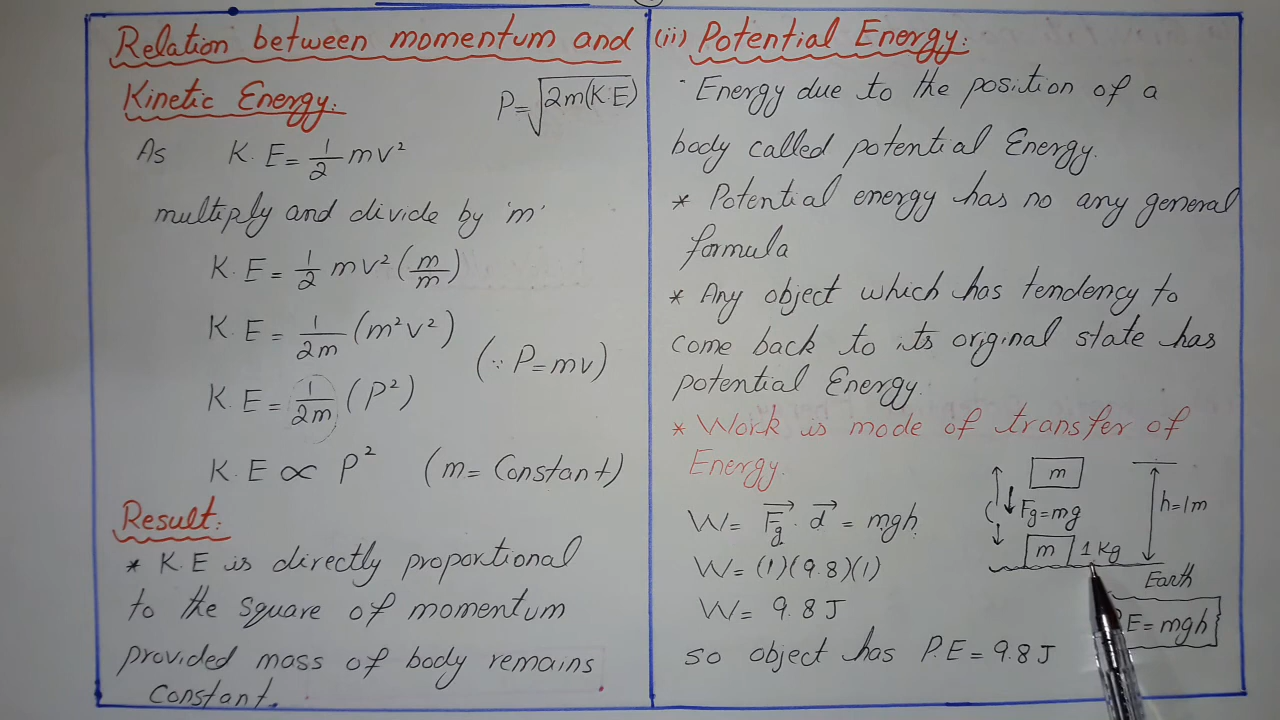 Relation between momentum and
Kinetic Energy:
P=√2m(K.E)
As K.E=1/2 mv²
multiply and divide by 'm'
K.E=1/2 mv²(m/m)
K.E=1/2m (m²v²)
(∵ P=mv)
K.E=1/2m (P²)
K.E ∝ P² (m= Constant)
Result:
* K.E is directly proportional
to the square of momentum
provided mass of body remains
constant.
(ii) Potential Energy:
Energy due to the position of a
body called potential Energy.
* Potential energy has no any general
formula
* Any object which has tendency to
come back to its original state has
potential Energy.
* Work is mode of transfer of
Energy.
W= F⃗g . d⃗ = mgh
W= (1)(9.8)(1)
W= 9.8J
so object has P.E=9.8J
m
Fg=mg
h=1m
m 1kg
Earth
E=mgh